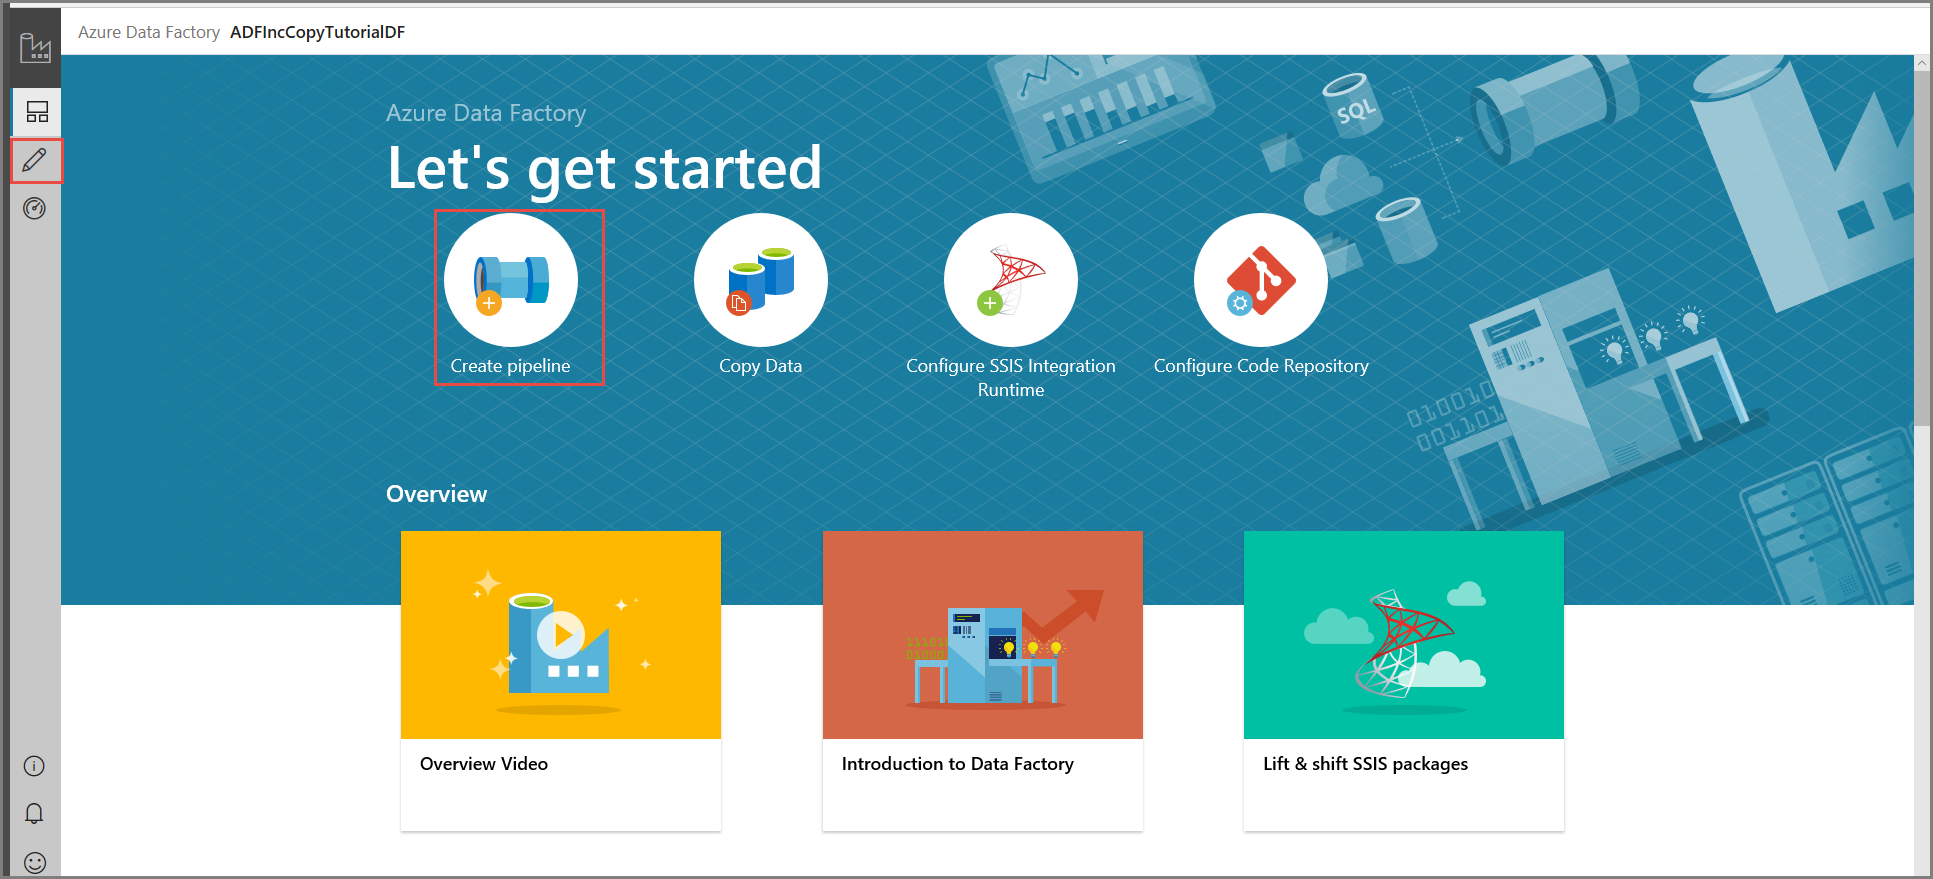 Azure Data Factory ADFIncCopyTutorialDF
Azure Data Factory
Let's get started
SQL
Create pipeline
Copy Data
Configure SSIS Integration
Runtime
Configure Code Repository
010010
001101
Overview
Overview Video
Introduction to Data Factory
Lift & shift SSIS packages